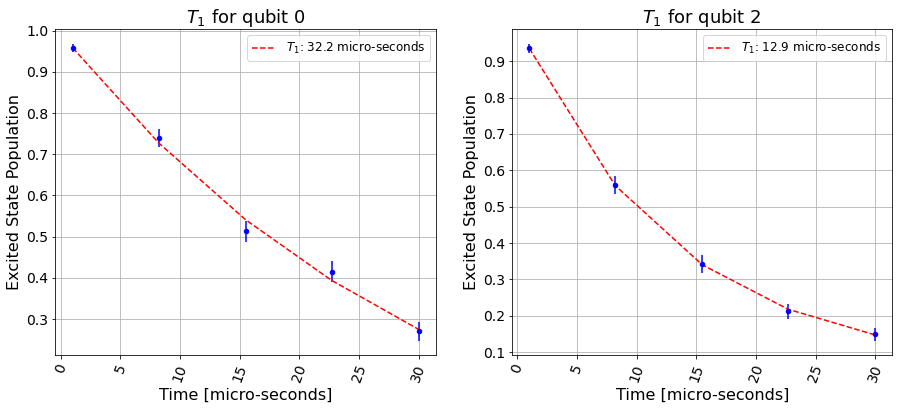 T₁ for qubit 0
Excited State Population
1.0
0.9
0.8
0.7
0.6
0.5
0.4
0.3
T₁: 32.2 micro-seconds
0 5 10 15 20 25 30
Time [micro-seconds]
T₁ for qubit 2
Excited State Population
0.9
0.8
0.7
0.6
0.5
0.4
0.3
0.2
0.1
T₁: 12.9 micro-seconds
0 5 10 15 20 25 30
Time [micro-seconds]